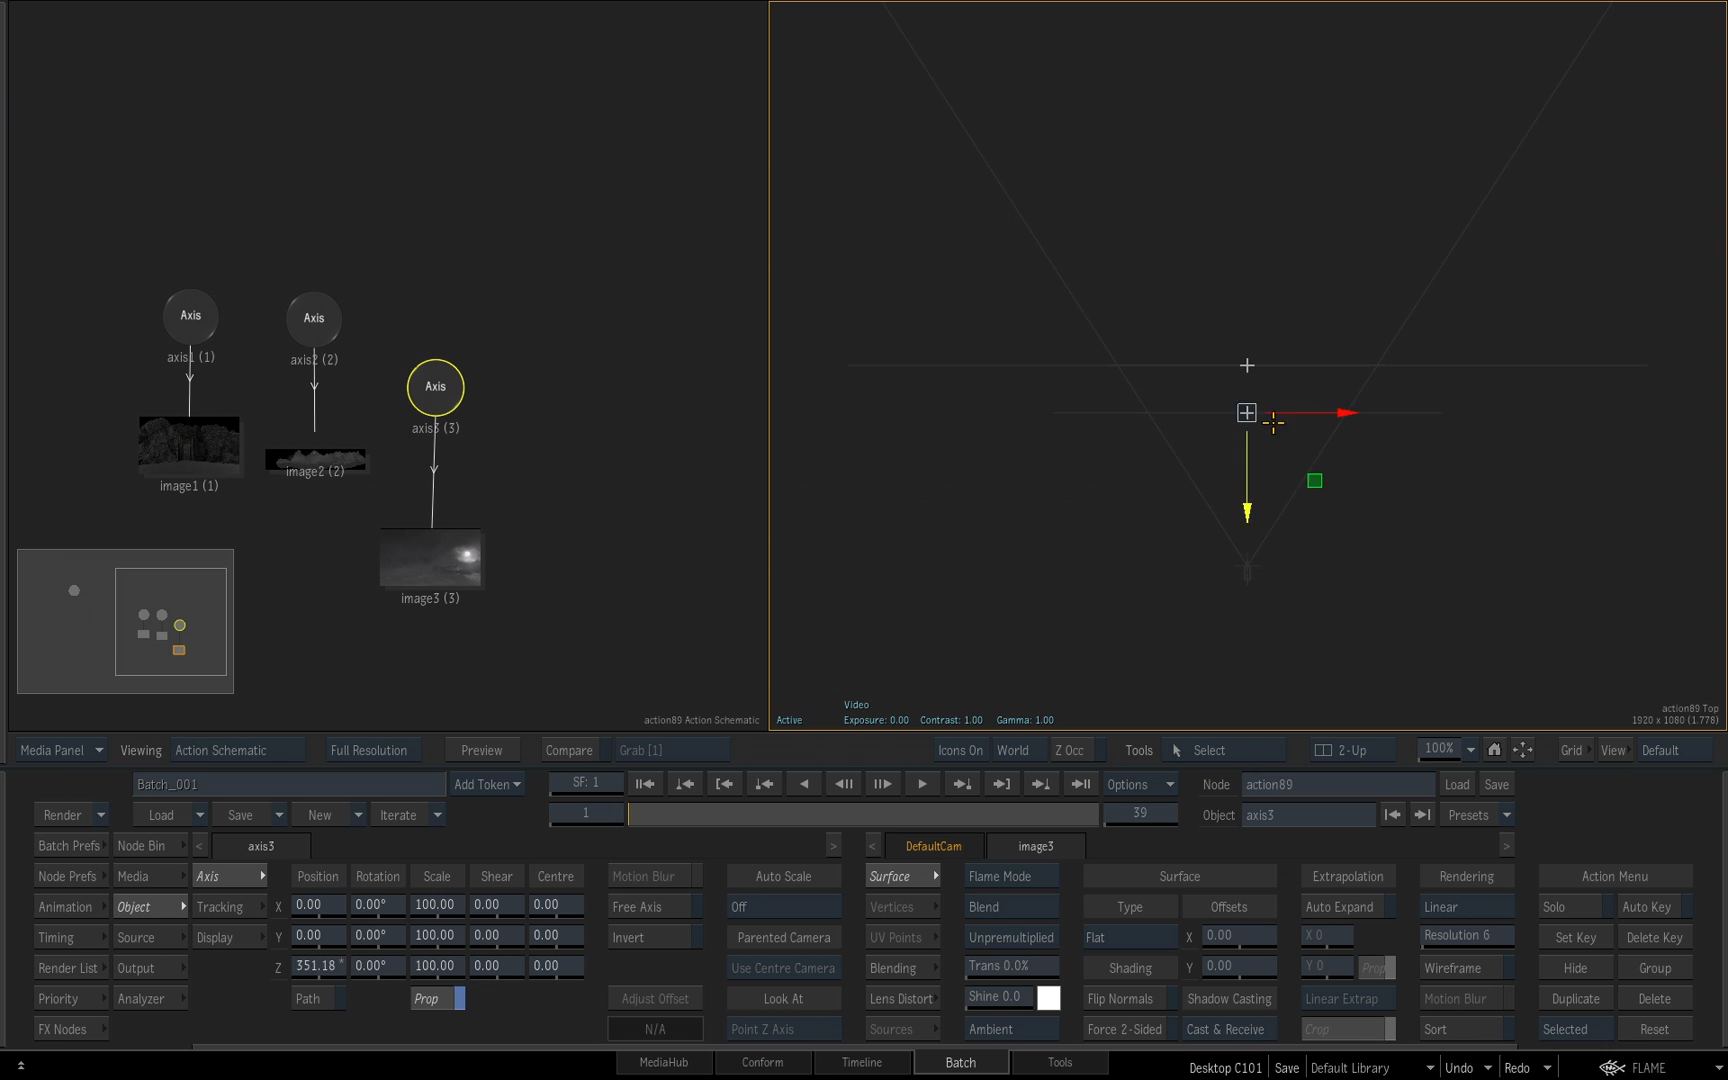 Axis
axis1 (1)
Axis
axis2 (2)
Axis
axis3 (3)
image1 (1)
image2 (2)
image3 (3)
action89 Action Schematic
Video
Active
Exposure: 0.00
Contrast: 1.00
Gamma: 1.00
action89 Top
1920 x 1080 (1.778)
Media Panel
Viewing
Action Schematic
Full Resolution
Preview
Compare
Grab [1]
Icons On
World
Z Occ
Tools
Select
2-Up
100%
Grid
View
Default
Batch_001
Add Token
SF: 1
Options
Node
action89
Load
Save
Render
Load
Save
New
Iterate
1
39
Object
axis3
Presets
Batch Prefs
Node Bin
<
axis3
>
<
DefaultCam
image3
>
Node Prefs
Media
Axis
Position
Rotation
Scale
Shear
Centre
Motion Blur
Auto Scale
Surface
Flame Mode
Surface
Extrapolation
Rendering
Action Menu
Animation
Object
Tracking
X
0.00
0.00°
100.00
0.00
0.00
Free Axis
Off
Vertices
Blend
Type
Offsets
Auto Expand
Linear
Solo
Auto Key
Timing
Source
Display
Y
0.00
0.00°
100.00
0.00
0.00
Invert
Parented Camera
UV Points
Unpremultiplied
Flat
X
0.00
X 0
Resolution 6
Set Key
Delete Key
Render List
Output
Z
351.18 *
0.00°
100.00
0.00
0.00
Use Centre Camera
Blending
Trans 0.0%
Shading
Y
0.00
Y 0
Prop
Wireframe
Hide
Group
Priority
Analyzer
Path
Prop
Adjust Offset
Look At
Lens Distort
Shine 0.0
Flip Normals
Shadow Casting
Linear Extrap
Motion Blur
Duplicate
Delete
FX Nodes
N/A
Point Z Axis
Sources
Ambient
Force 2-Sided
Cast & Receive
Crop
Sort
Selected
Reset
MediaHub
Conform
Timeline
Batch
Tools
Desktop C101
Save
Default Library
Undo
Redo
FLAME